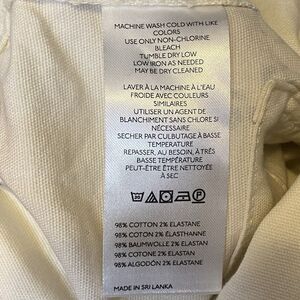 MACHINE WASH COLD WITH LIKE
COLORS
USE ONLY NON-CHLORINE
BLEACH
TUMBLE DRY LOW
LOW IRON AS NEEDED
MAY BE DRY CLEANED
LAVER À LA MACHINE À L'EAU
FROIDE AVEC COULEURS
SIMILAIRES
UTILISER UN AGENT DE
BLANCHIMENT SANS CHLORE SI
NÉCESSAIRE
SECHER PAR CULBUTAGE À BASSE
TEMPERATURE
REPASSER, AU BESOIN, À TRÈS
BASSE TEMPÉRATURE
PEUT-ÊTRE ÊTRE NETTOYÉE
À SEC
30
P
98% COTTON 2% ELASTANE
98% COTON 2% ÉLASTHANNE
98% BAUMWOLLE 2% ELASTAN
98% COTONE 2% ELASTAN
98% ALGODÓN 2% ELASTANE
MADE IN SRI LANKA